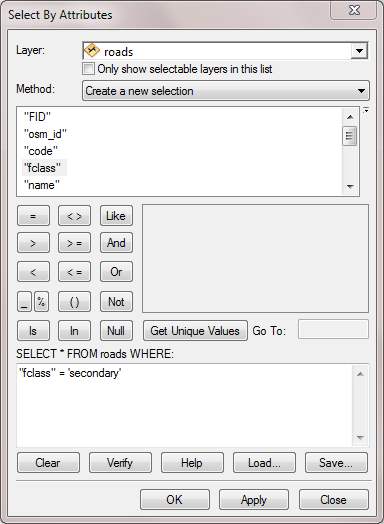 Select By Attributes
Layer: roads
Only show selectable layers in this list
Method: Create a new selection
"FID"
"osm_id"
"code"
"fclass"
"name"
= < > Like
> > = And
< < = Or
_ % ( ) Not
Is In Null Get Unique Values Go To:
SELECT * FROM roads WHERE:
"fclass" = 'secondary'
Clear Verify Help Load... Save...
OK Apply Close